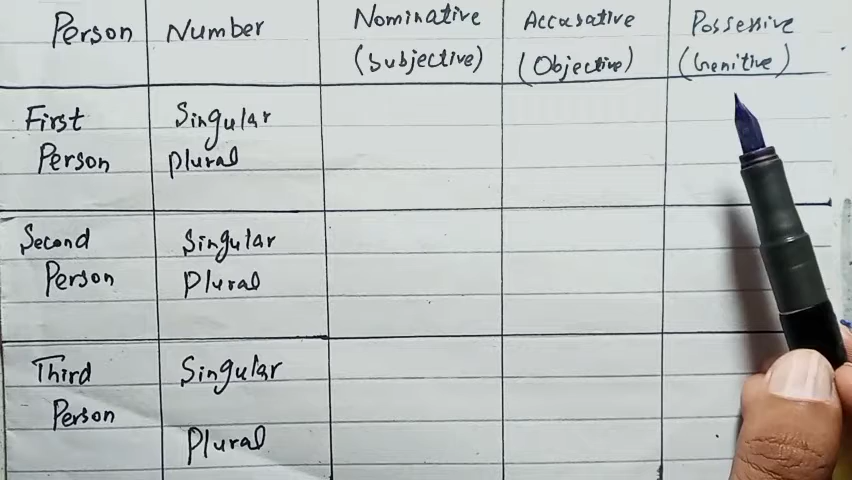 Person Number Nominative Accusative Possessive
(Subjective) (Objective) (Genitive)
First Singular
Person Plural
Second Singular
Person Plural
Third Singular
Person
Plural